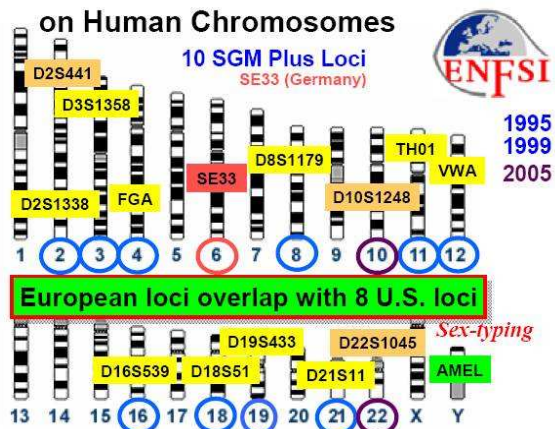 on Human Chromosomes
10 SGM Plus Loci
SE33 (Germany)
ENFSI
1995
1999
2005
D2S441
D3S1358
TH01
D8S1179
VWA
SE33
FGA
D10S1248
D2S1338
1 2 3 4 5 6 7 8 9 10 11 12
European loci overlap with 8 U.S. loci
Sex-typing
D19S433
D22S1045
D16S539
D18S51
D21S11
AMEL
13 14 15 16 17 18 19 20 21 22 X Y